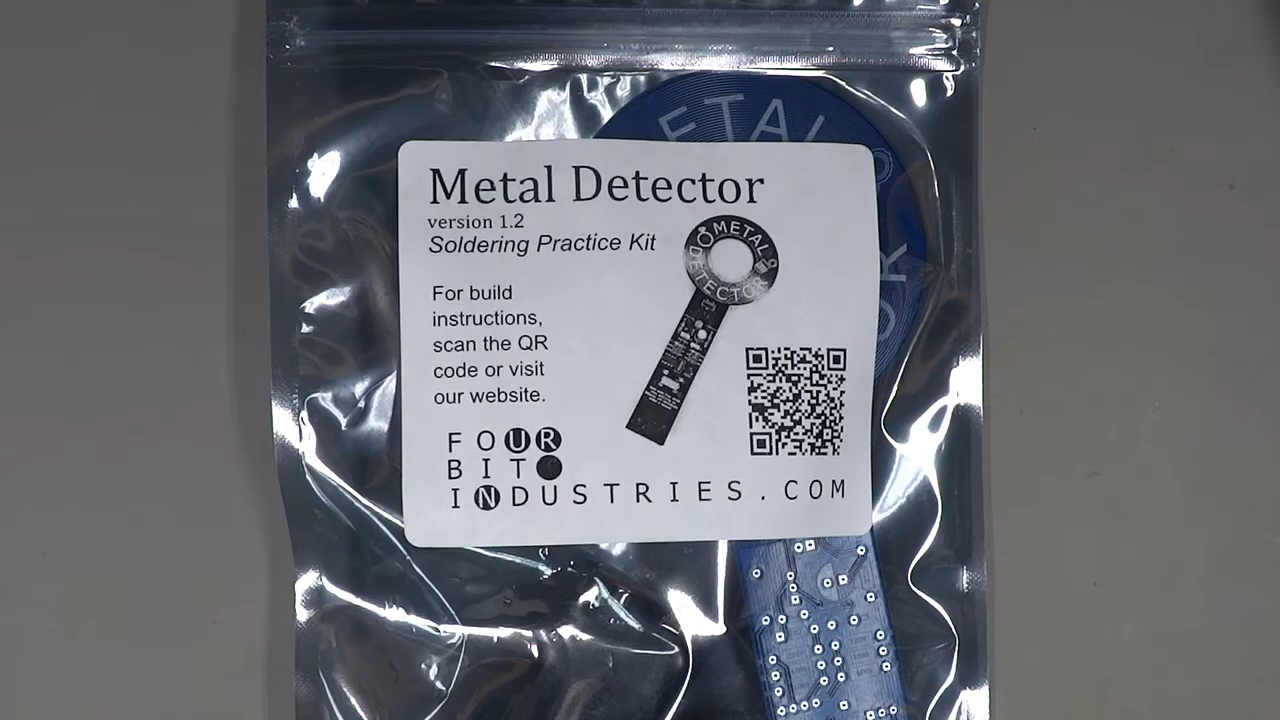 ETAL
Metal Detector
version 1.2
Soldering Practice Kit
METAL
DETECTOR
For build
instructions,
scan the QR
code or visit
our website.
FOUR
BIT
INDUSTRIES.COM